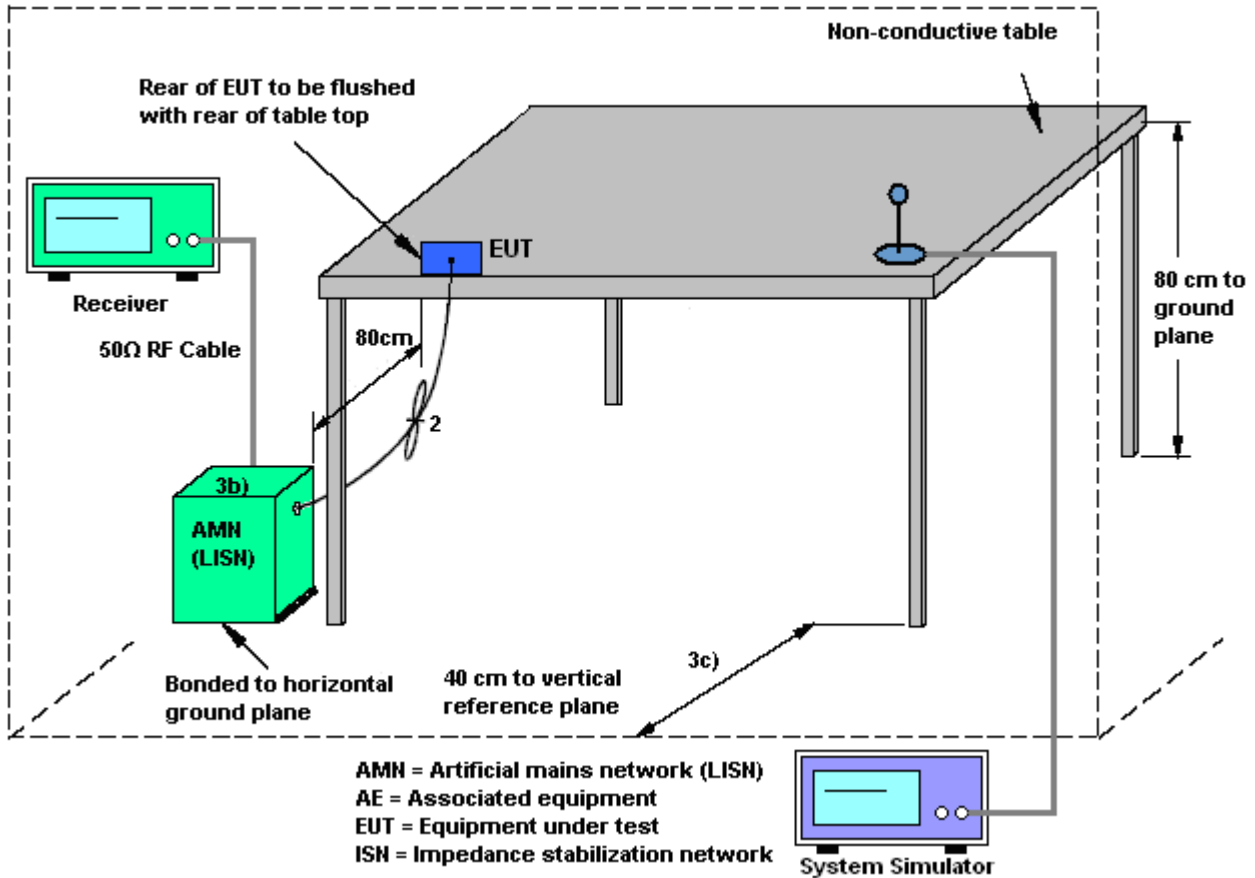 Non-conductive table
Rear of EUT to be flushed
with rear of table top
EUT
Receiver
80cm
80 cm to
ground
plane
50Ω RF Cable
2
3b)
AMN
(LISN)
3c)
Bonded to horizontal
ground plane
40 cm to vertical
reference plane
AMN = Artificial mains network (LISN)
AE = Associated equipment
EUT = Equipment under test
ISN = Impedance stabilization network
System Simulator